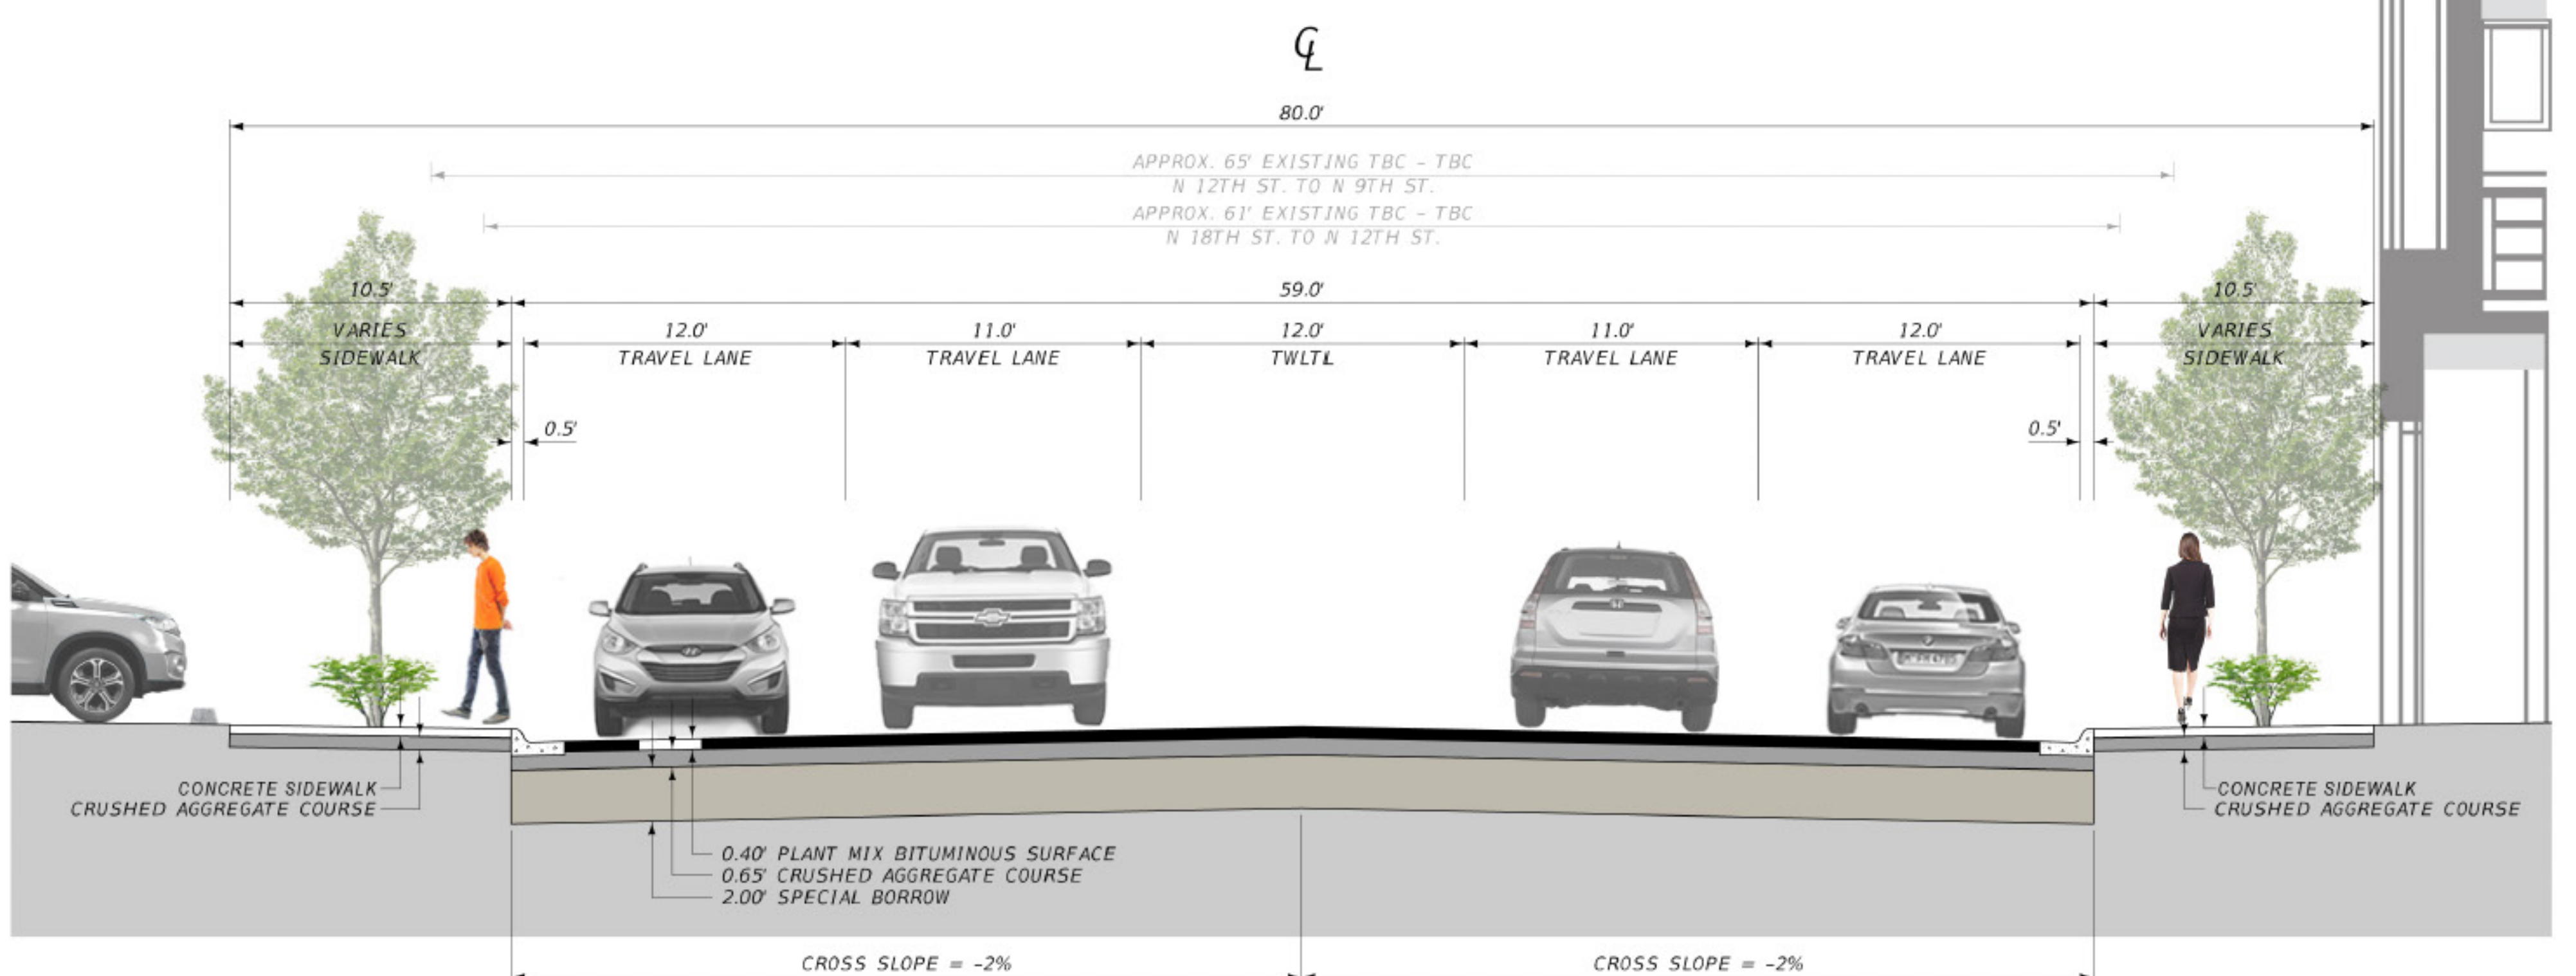 ℄
80.0'
APPROX. 65' EXISTING TBC - TBC
N 12TH ST. TO N 9TH ST.
APPROX. 61' EXISTING TBC - TBC
N 18TH ST. TO N 12TH ST.
10.5' 59.0' 10.5'
VARIES 12.0' 11.0' 12.0' 11.0' 12.0' VARIES
SIDEWALK TRAVEL LANE TRAVEL LANE TWLTL TRAVEL LANE TRAVEL LANE SIDEWALK
0.5' 0.5'
CONCRETE SIDEWALK CONCRETE SIDEWALK
CRUSHED AGGREGATE COURSE CRUSHED AGGREGATE COURSE
0.40' PLANT MIX BITUMINOUS SURFACE
0.65' CRUSHED AGGREGATE COURSE
2.00' SPECIAL BORROW
CROSS SLOPE = -2% CROSS SLOPE = -2%